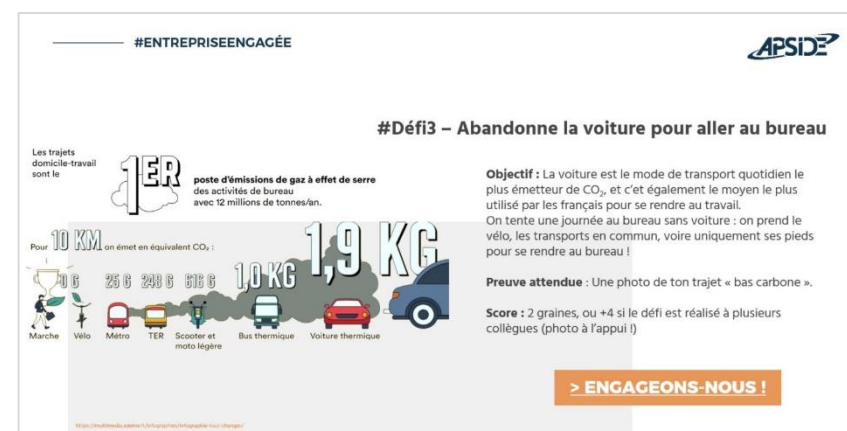 #ENTREPRISEENGAGÉE
APSIDE
#Défi3 – Abandonne la voiture pour aller au bureau
Les trajets
domicile-travail
sont le
1ER
poste d'émissions de gaz à effet de serre
des activités de bureau
avec 12 millions de tonnes/an.
Pour 10 KM on émet en équivalent CO₂ :
0 G
25 G
248 G
616 G
1,0 KG
1,9 KG
Marche
Vélo
Métro
TER
Scooter et
moto légère
Bus thermique
Voiture thermique
Objectif : La voiture est le mode de transport quotidien le
plus émetteur de CO₂, et c'et également le moyen le plus
utilisé par les français pour se rendre au travail.
On tente une journée au bureau sans voiture : on prend le
vélo, les transports en commun, voire uniquement ses pieds
pour se rendre au bureau !
Preuve attendue : Une photo de ton trajet « bas carbone ».
Score : 2 graines, ou +4 si le défi est réalisé à plusieurs
collègues (photo à l'appui !)
> ENGAGEONS-NOUS !